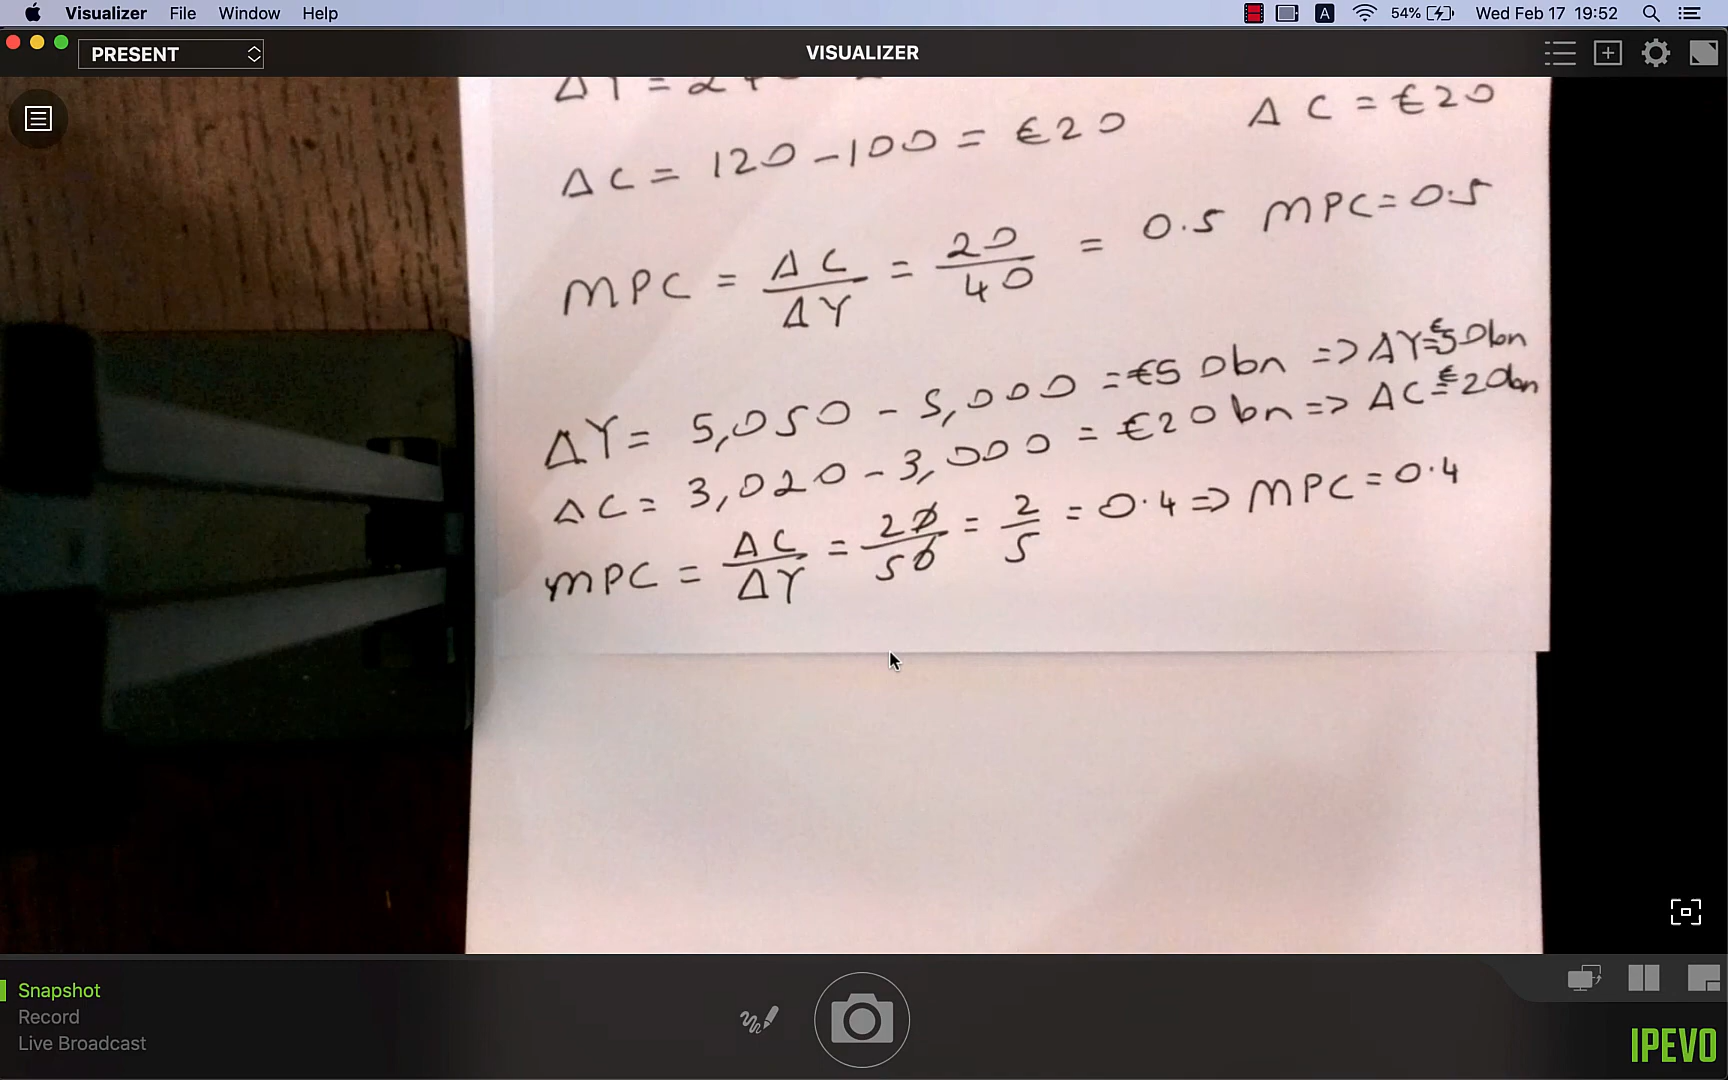 Visualizer File Window Help A 54% Wed Feb 17 19:52
PRESENT VISUALIZER
ΔY = 24
ΔC = 120 - 100 = €20 ΔC = €20
MPC = ΔC/ΔY = 20/40 = 0.5 MPC = 0.5
ΔY = 5,050 - 5,000 = €50bn => ΔY = €50bn
ΔC = 3,020 - 3,000 = €20bn => ΔC = €20bn
MPC = ΔC/ΔY = 20/50 = 2/5 = 0.4 => MPC = 0.4
Snapshot
Record
Live Broadcast
IPEVO